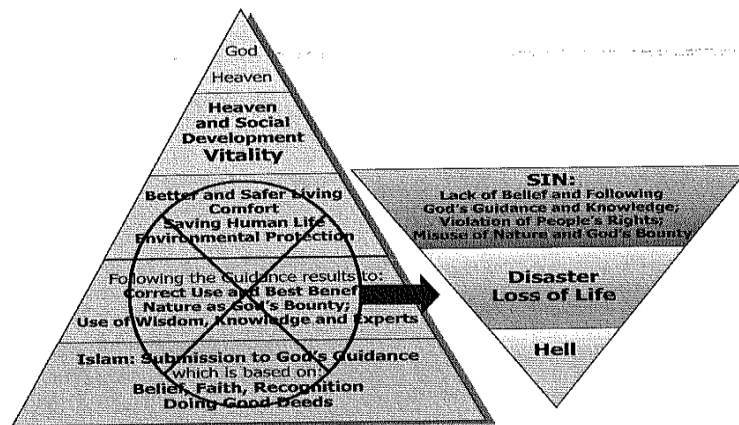 God
Heaven
Heaven
and Social
Development
Vitality
Better and Safer Living
Comfort
Saving Human Life
Environmental Protection
Following the Guidance results to:
Correct Use and Best Benef
Nature as God's Bounty;
Use of Wisdom, Knowledge and Experts
Islam: Submission to God's Guidance
which is based on
Belief, Faith, Recognition
Doing Good Deeds
SIN:
Lack of Belief and Following
God's Guidance and Knowledge;
Violation of People's Rights;
Misuse of Nature and God's Bounty
Disaster
Loss of Life
Hell